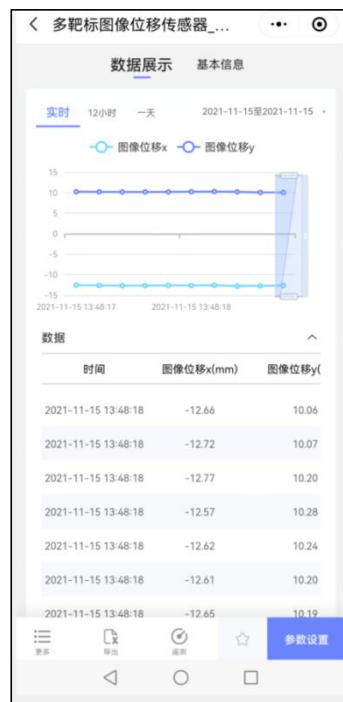 多靶标图像位移传感器_...
数据展示 基本信息
实时 12小时 一天 2021-11-15至2021-11-15
图像位移x 图像位移y
15
10
5
0
-5
-10
-15
2021-11-15 13:48:17 2021-11-15 13:48:18
数据
时间 图像位移x(mm) 图像位移y(
2021-11-15 13:48:18 -12.66 10.06
2021-11-15 13:48:18 -12.72 10.07
2021-11-15 13:48:18 -12.77 10.20
2021-11-15 13:48:18 -12.57 10.28
2021-11-15 13:48:18 -12.62 10.24
2021-11-15 13:48:18 -12.61 10.20
2021-11-15 13:48:18 -12.65 10.19
更多 导出 遥测 参数设置